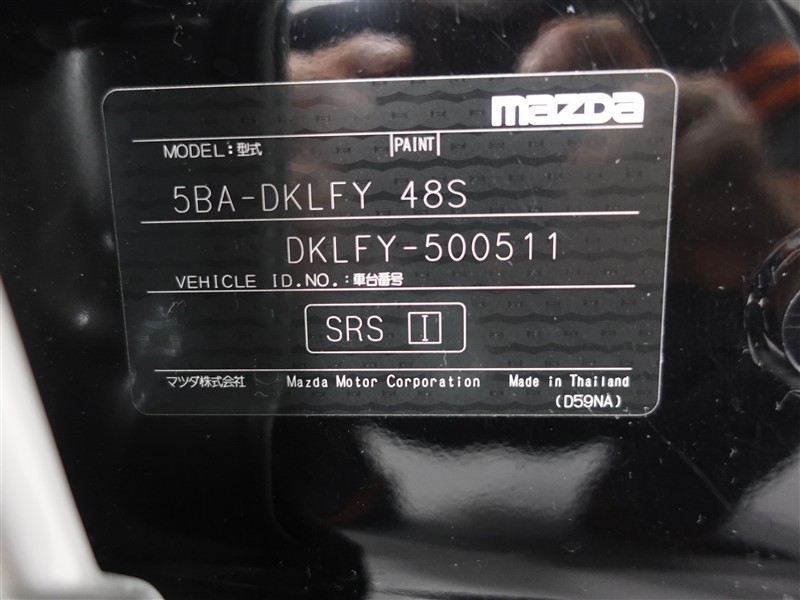 mazda
MODEL:型式 PAINT
5BA-DKLFY 48S
DKLFY-500511
VEHICLE ID.NO.:車台番号
SRS I
マツダ株式会社 Mazda Motor Corporation Made in Thailand
(D59NA)